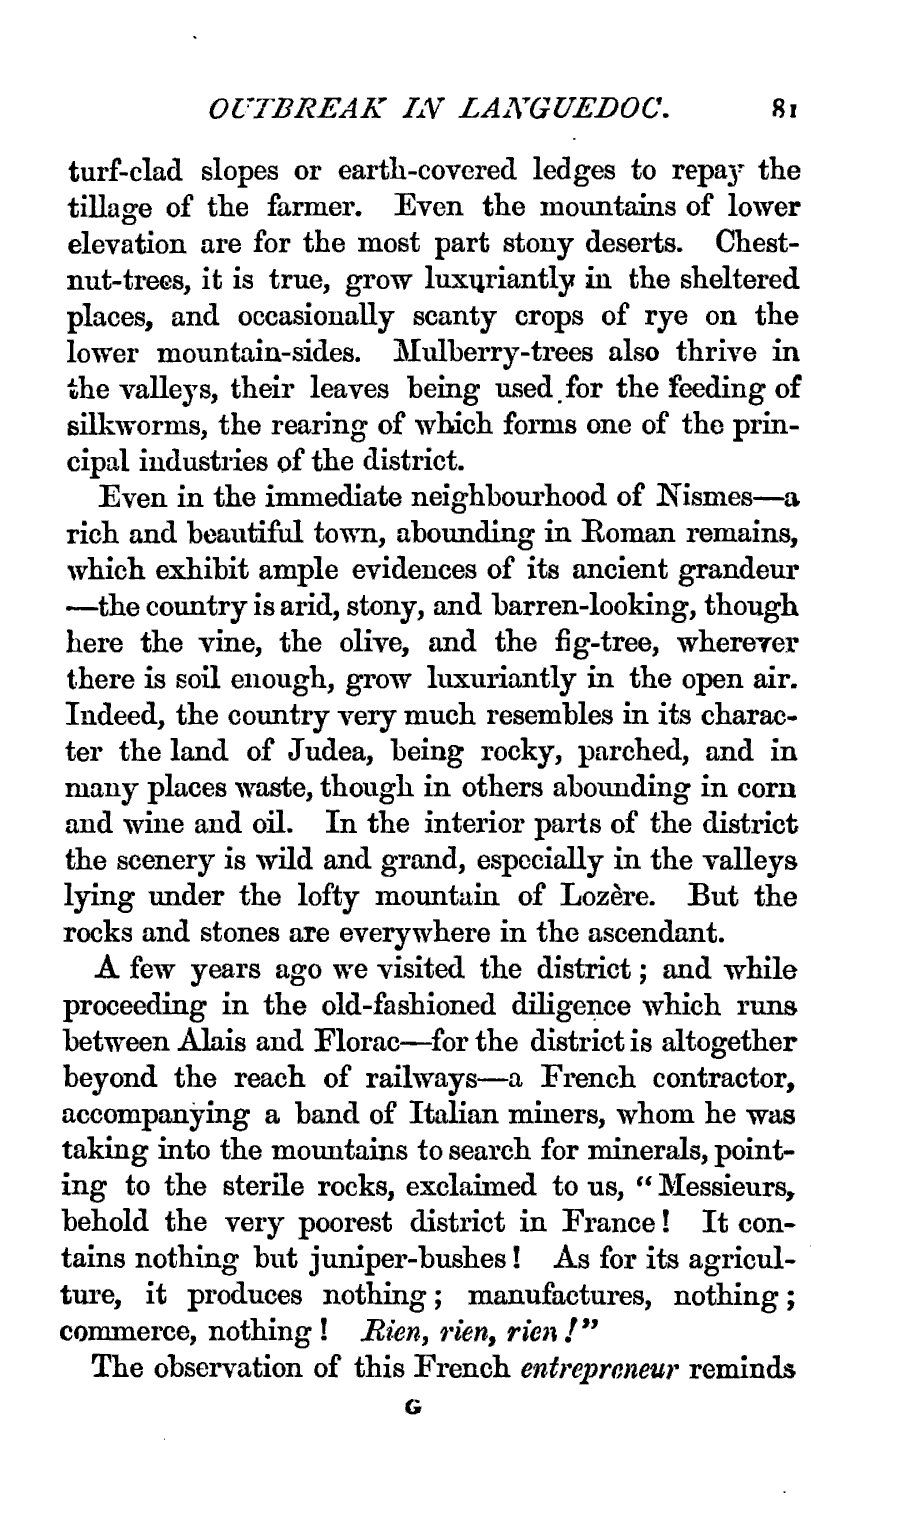 OUTBREAK IN LANGUEDOC. 81
turf-clad slopes or earth-covered ledges to repay the
tillage of the farmer. Even the mountains of lower
elevation are for the most part stony deserts. Chest-
nut-trees, it is true, grow luxuriantly in the sheltered
places, and occasionally scanty crops of rye on the
lower mountain-sides. Mulberry-trees also thrive in
the valleys, their leaves being used for the feeding of
silkworms, the rearing of which forms one of the prin-
cipal industries of the district.
Even in the immediate neighbourhood of Nismes—a
rich and beautiful town, abounding in Roman remains,
which exhibit ample evidences of its ancient grandeur
—the country is arid, stony, and barren-looking, though
here the vine, the olive, and the fig-tree, wherever
there is soil enough, grow luxuriantly in the open air.
Indeed, the country very much resembles in its charac-
ter the land of Judea, being rocky, parched, and in
many places waste, though in others abounding in corn
and wine and oil. In the interior parts of the district
the scenery is wild and grand, especially in the valleys
lying under the lofty mountain of Lozère. But the
rocks and stones are everywhere in the ascendant.
A few years ago we visited the district; and while
proceeding in the old-fashioned diligence which runs
between Alais and Florac—for the district is altogether
beyond the reach of railways—a French contractor,
accompanying a band of Italian miners, whom he was
taking into the mountains to search for minerals, point-
ing to the sterile rocks, exclaimed to us, “Messieurs,
behold the very poorest district in France! It con-
tains nothing but juniper-bushes! As for its agricul-
ture, it produces nothing; manufactures, nothing;
commerce, nothing! Rien, rien, rien!”
The observation of this French entrepreneur reminds
G